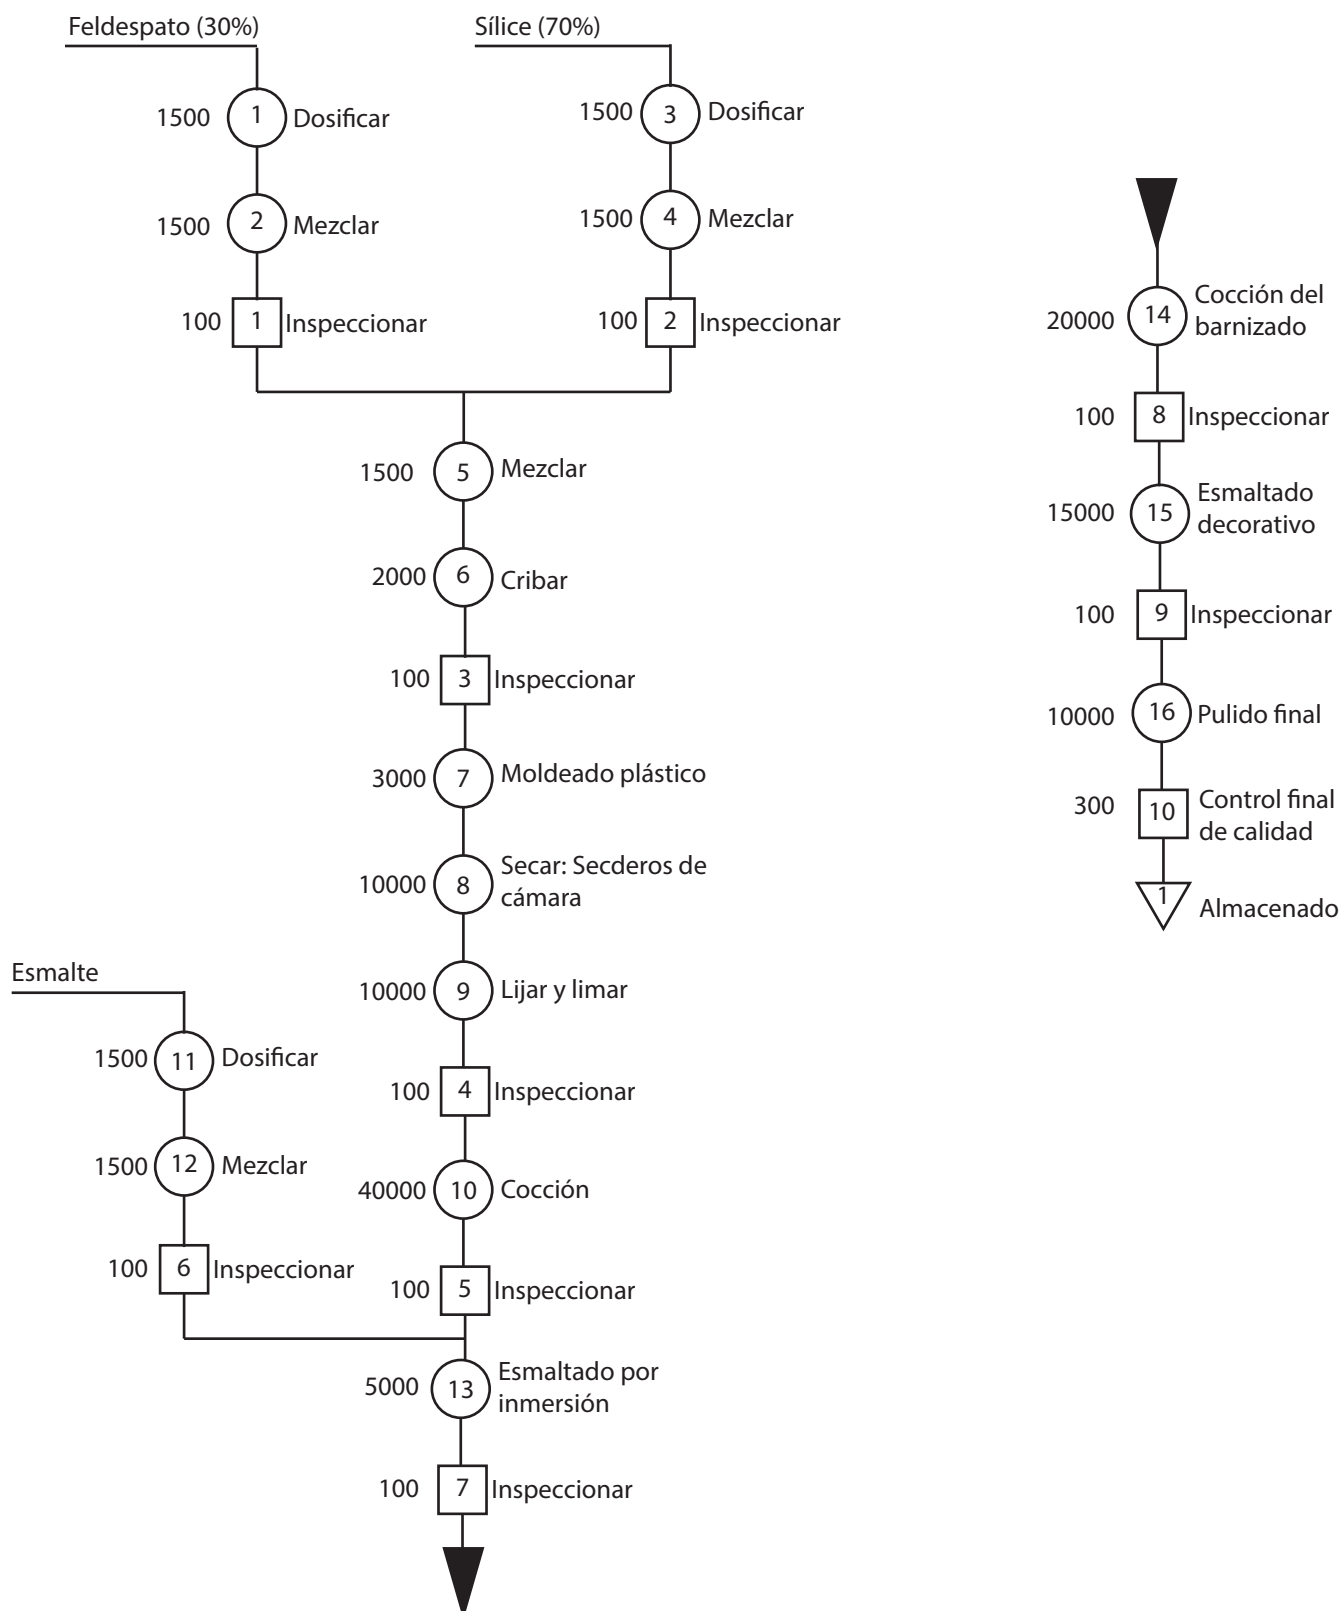 Feldespato (30%)
1500 1 Dosificar
1500 2 Mezclar
100 1 Inspeccionar
Sílice (70%)
1500 3 Dosificar
1500 4 Mezclar
100 2 Inspeccionar
1500 5 Mezclar
2000 6 Cribar
100 3 Inspeccionar
3000 7 Moldeado plástico
10000 8 Secar: Secderos de
cámara
10000 9 Lijar y limar
100 4 Inspeccionar
40000 10 Cocción
100 5 Inspeccionar
Esmalte
1500 11 Dosificar
1500 12 Mezclar
100 6 Inspeccionar
5000 13 Esmaltado por
inmersión
100 7 Inspeccionar
20000 14 Cocción del
barnizado
100 8 Inspeccionar
15000 15 Esmaltado
decorativo
100 9 Inspeccionar
10000 16 Pulido final
300 10 Control final
de calidad
1 Almacenado